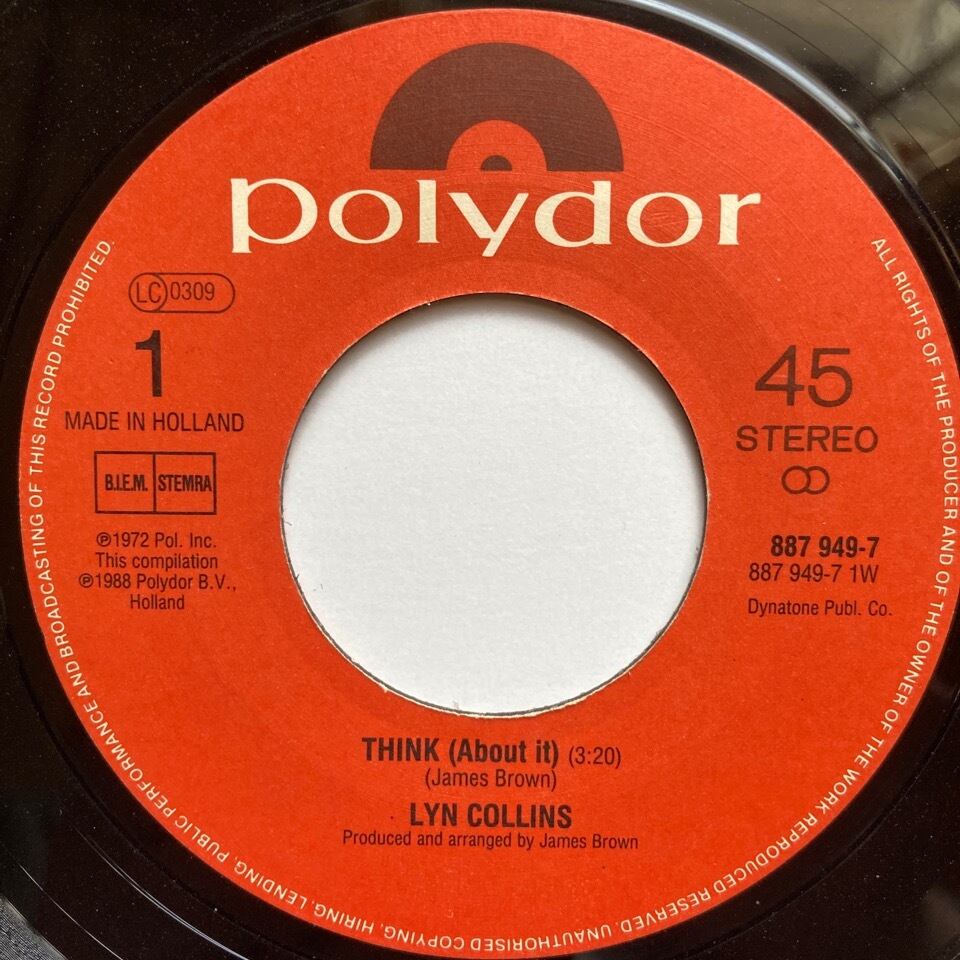 polydor
LC 0309
1
MADE IN HOLLAND
B.I.E.M. STEMRA
℗1972 Pol. Inc.
This compilation
℗1988 Polydor B.V.,
Holland
45
STEREO
887 949-7
887 949-7 1W
Dynatone Publ. Co.
THINK (About it) (3:20)
(James Brown)
LYN COLLINS
Produced and arranged by James Brown
ALL RIGHTS OF THE PRODUCER AND OF THE OWNER OF THE WORK REPRODUCED RESERVED. UNAUTHORISED COPYING, HIRING, LENDING, PUBLIC PERFORMANCE AND BROADCASTING OF THIS RECORD PROHIBITED.